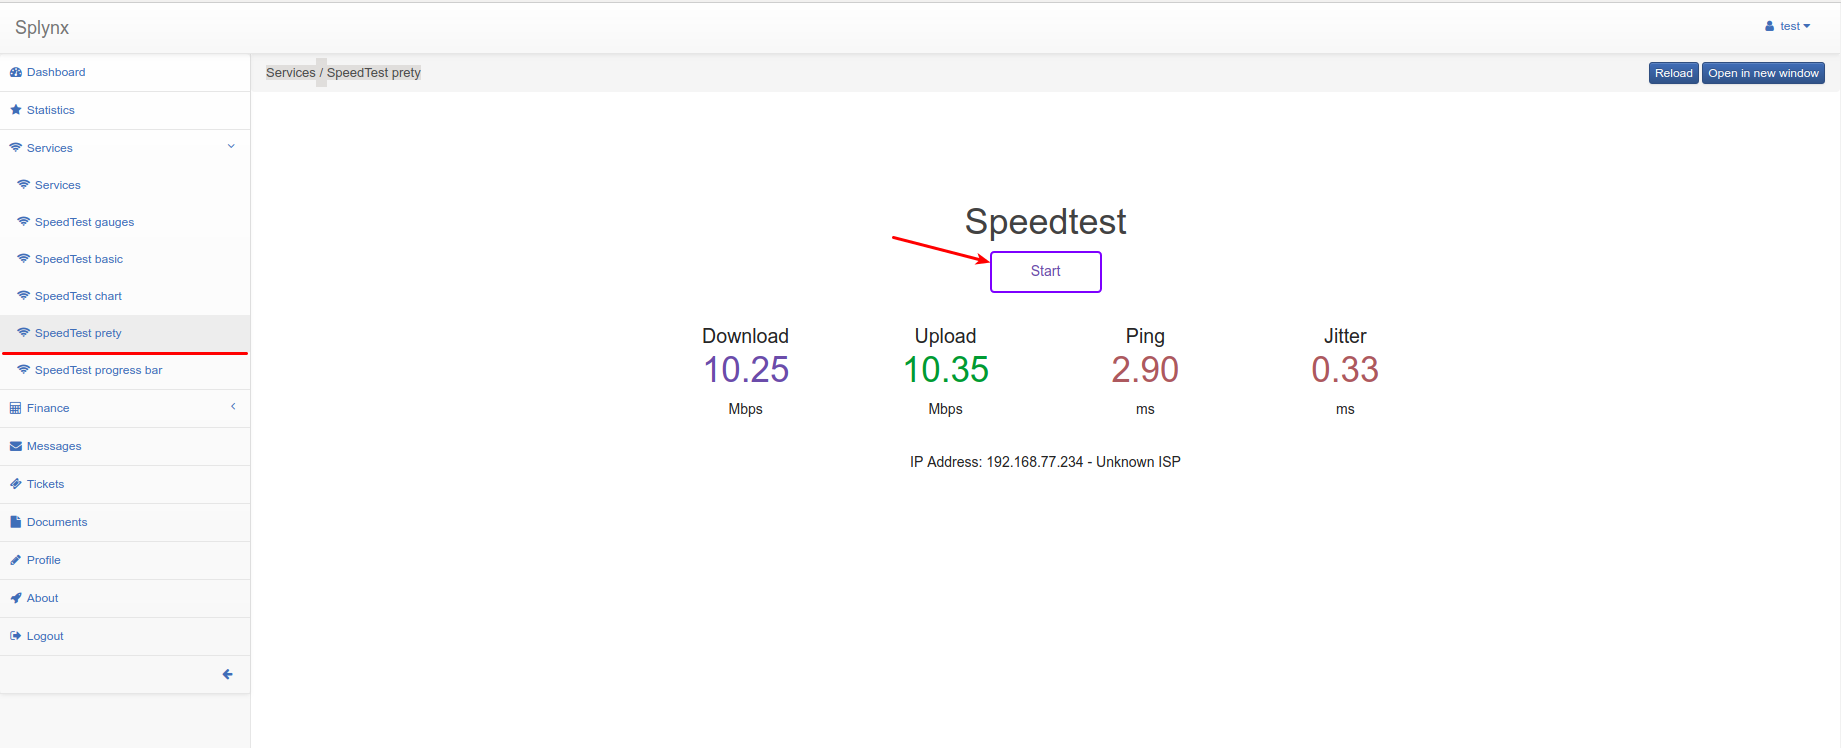 Splynx
test
Dashboard
Statistics
Services
Services
SpeedTest gauges
SpeedTest basic
SpeedTest chart
SpeedTest prety
SpeedTest progress bar
Finance
Messages
Tickets
Documents
Profile
About
Logout
Services / SpeedTest prety
Reload Open in new window
Speedtest
Start
Download Upload Ping Jitter
10.25 10.35 2.90 0.33
Mbps Mbps ms ms
IP Address: 192.168.77.234 - Unknown ISP